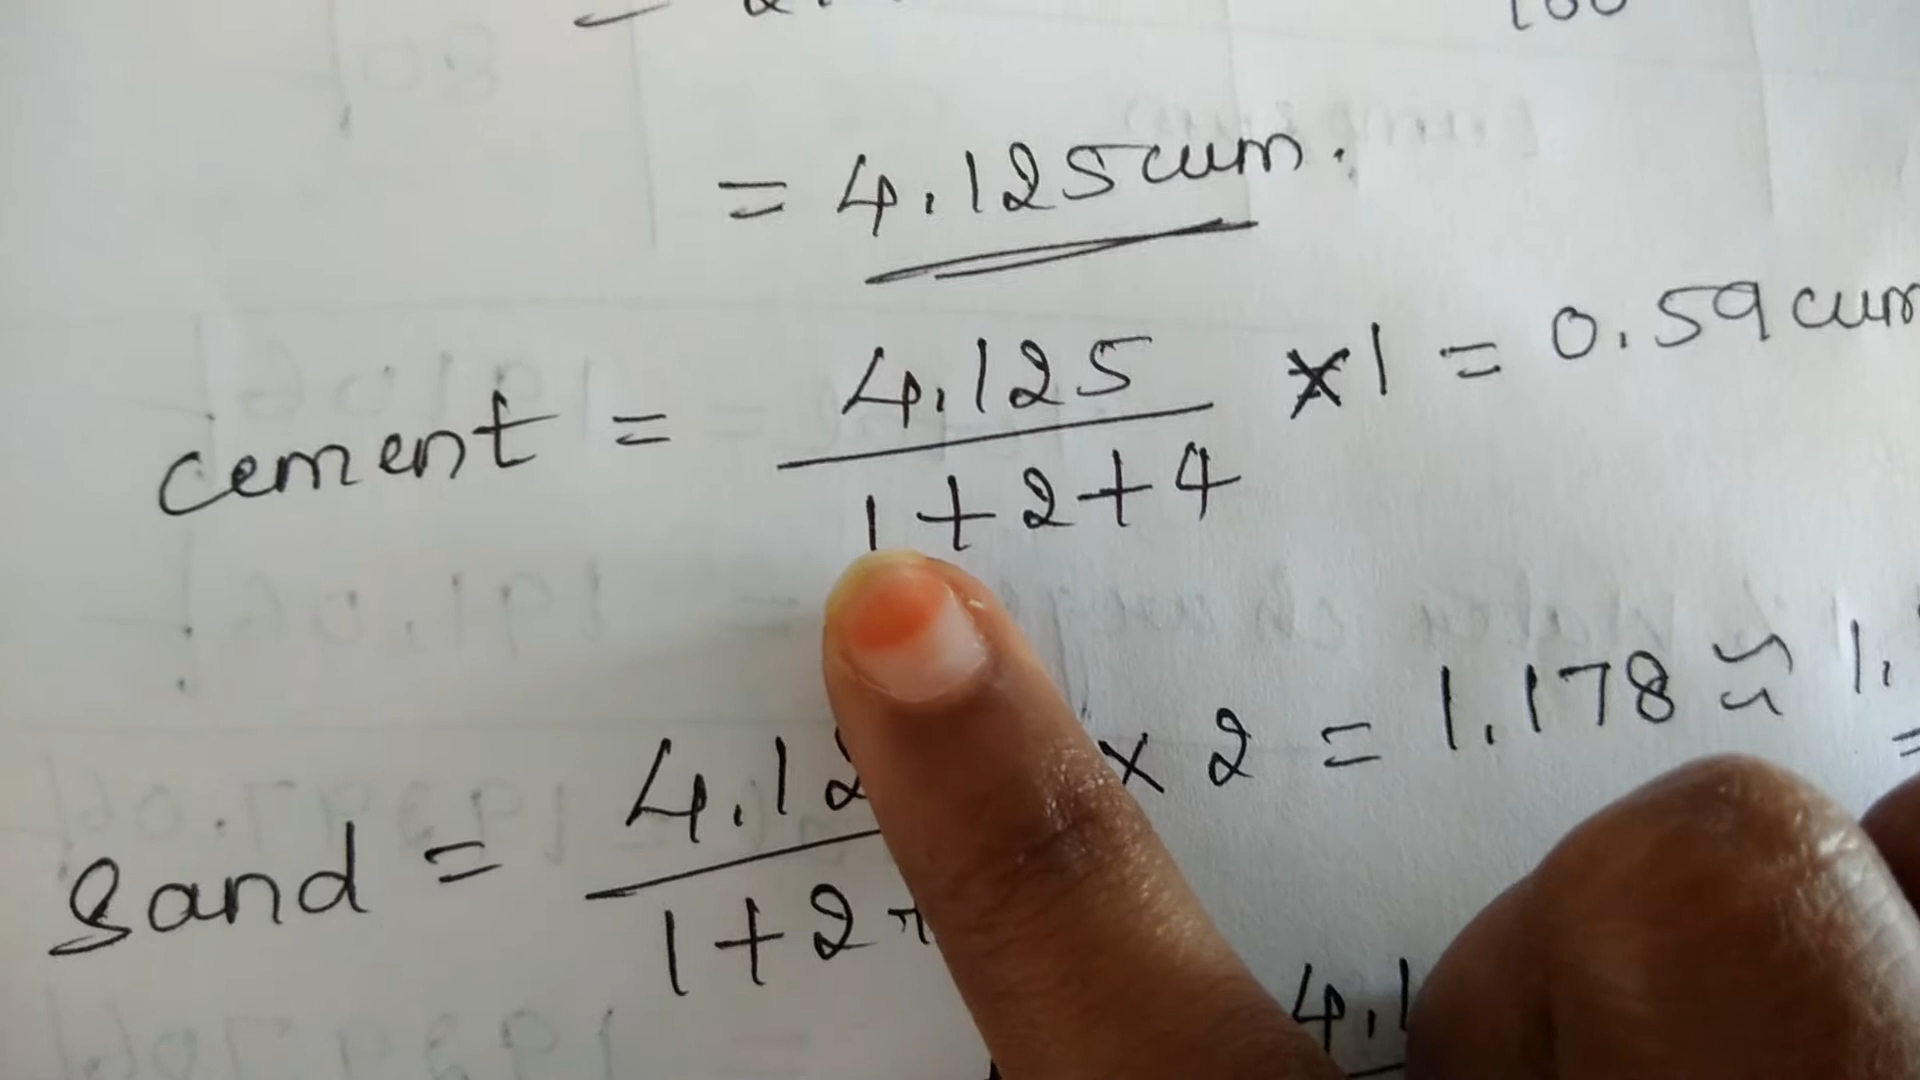 100
= 4.125 cum.
cement = 4.125 / 1+2+4 ×1 = 0.59 cum
Sand = 4.12 / 1+2+ × 2 = 1.178 ≈ 1.
4.1